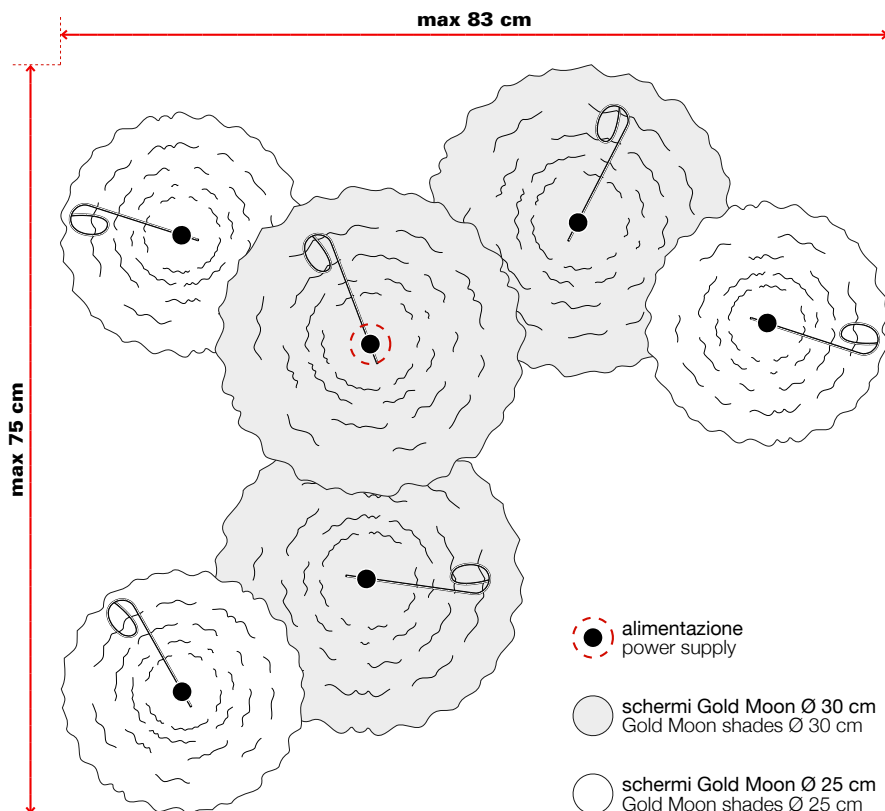 max 83 cm
max 75 cm
alimentazione
power supply
schermi Gold Moon Ø 30 cm
Gold Moon shades Ø 30 cm
schermi Gold Moon Ø 25 cm
Gold Moon shades Ø 25 cm